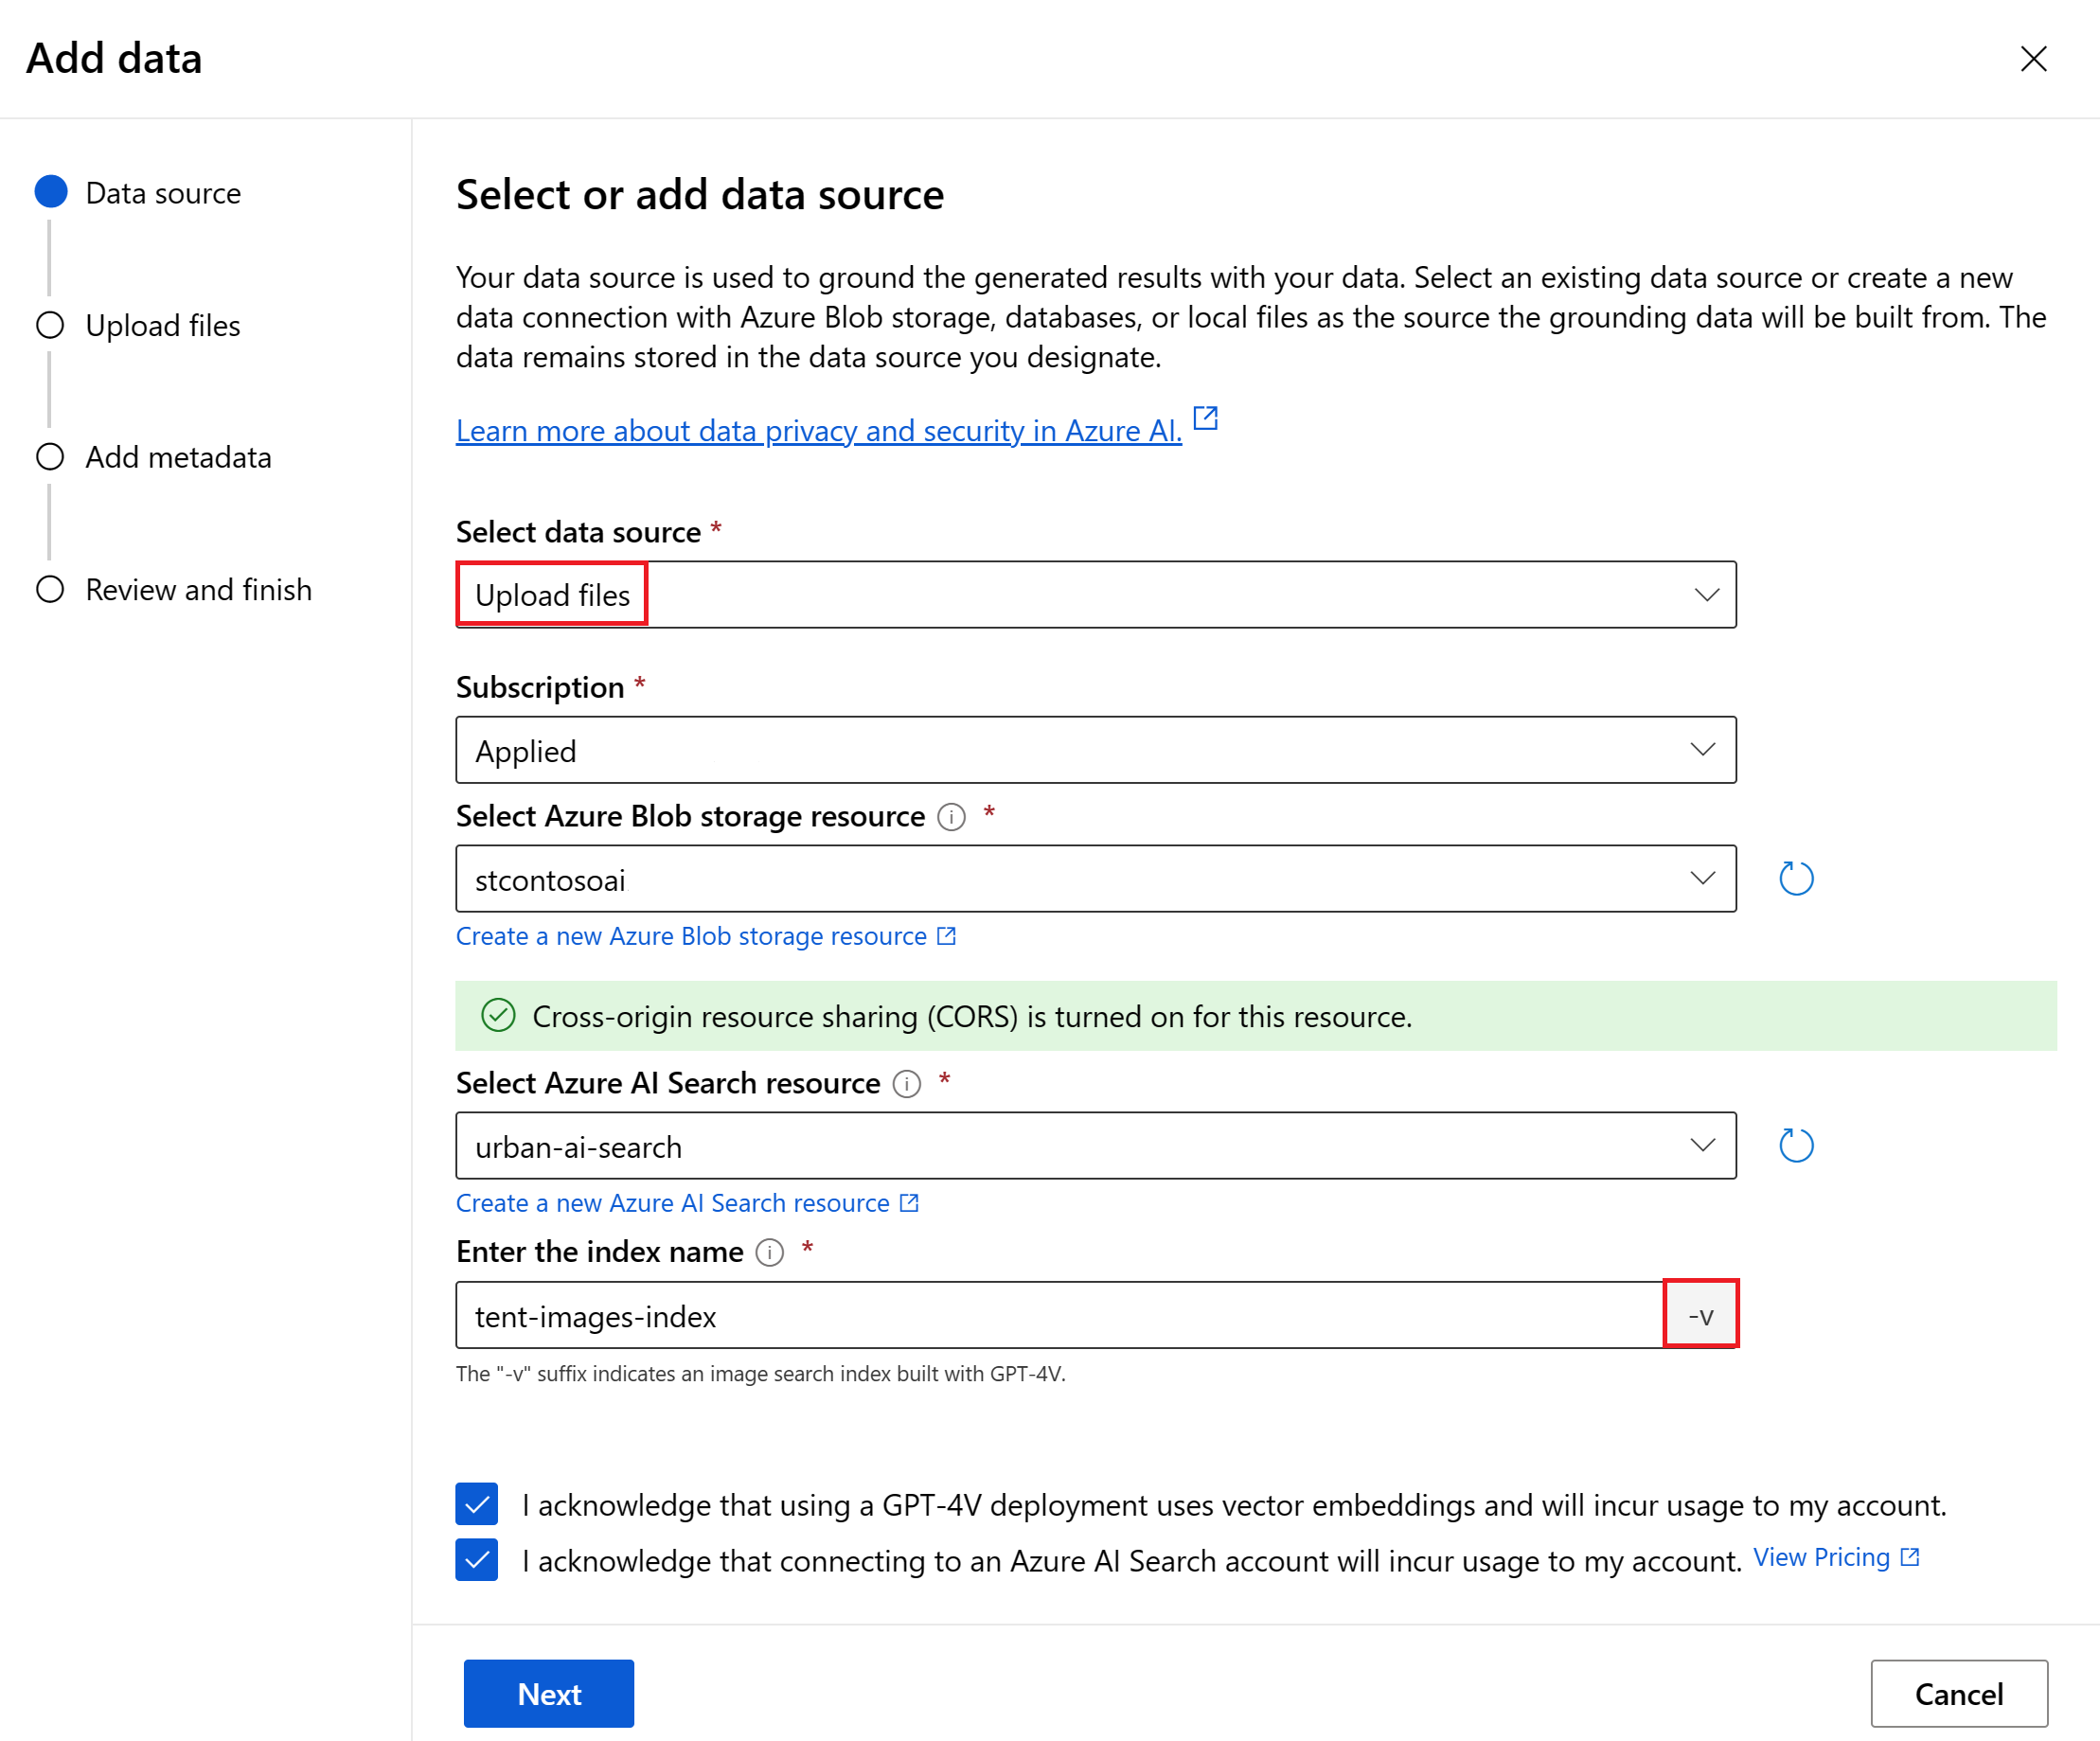 Add data
Data source
Upload files
Add metadata
Review and finish
Select or add data source
Your data source is used to ground the generated results with your data. Select an existing data source or create a new
data connection with Azure Blob storage, databases, or local files as the source the grounding data will be built from. The
data remains stored in the data source you designate.
Learn more about data privacy and security in Azure AI.
Select data source *
Upload files
Subscription *
Applied
Select Azure Blob storage resource *
stcontosoai
Create a new Azure Blob storage resource
Cross-origin resource sharing (CORS) is turned on for this resource.
Select Azure AI Search resource *
urban-ai-search
Create a new Azure AI Search resource
Enter the index name *
tent-images-index -v
The "-v" suffix indicates an image search index built with GPT-4V.
I acknowledge that using a GPT-4V deployment uses vector embeddings and will incur usage to my account.
I acknowledge that connecting to an Azure AI Search account will incur usage to my account. View Pricing
Next Cancel